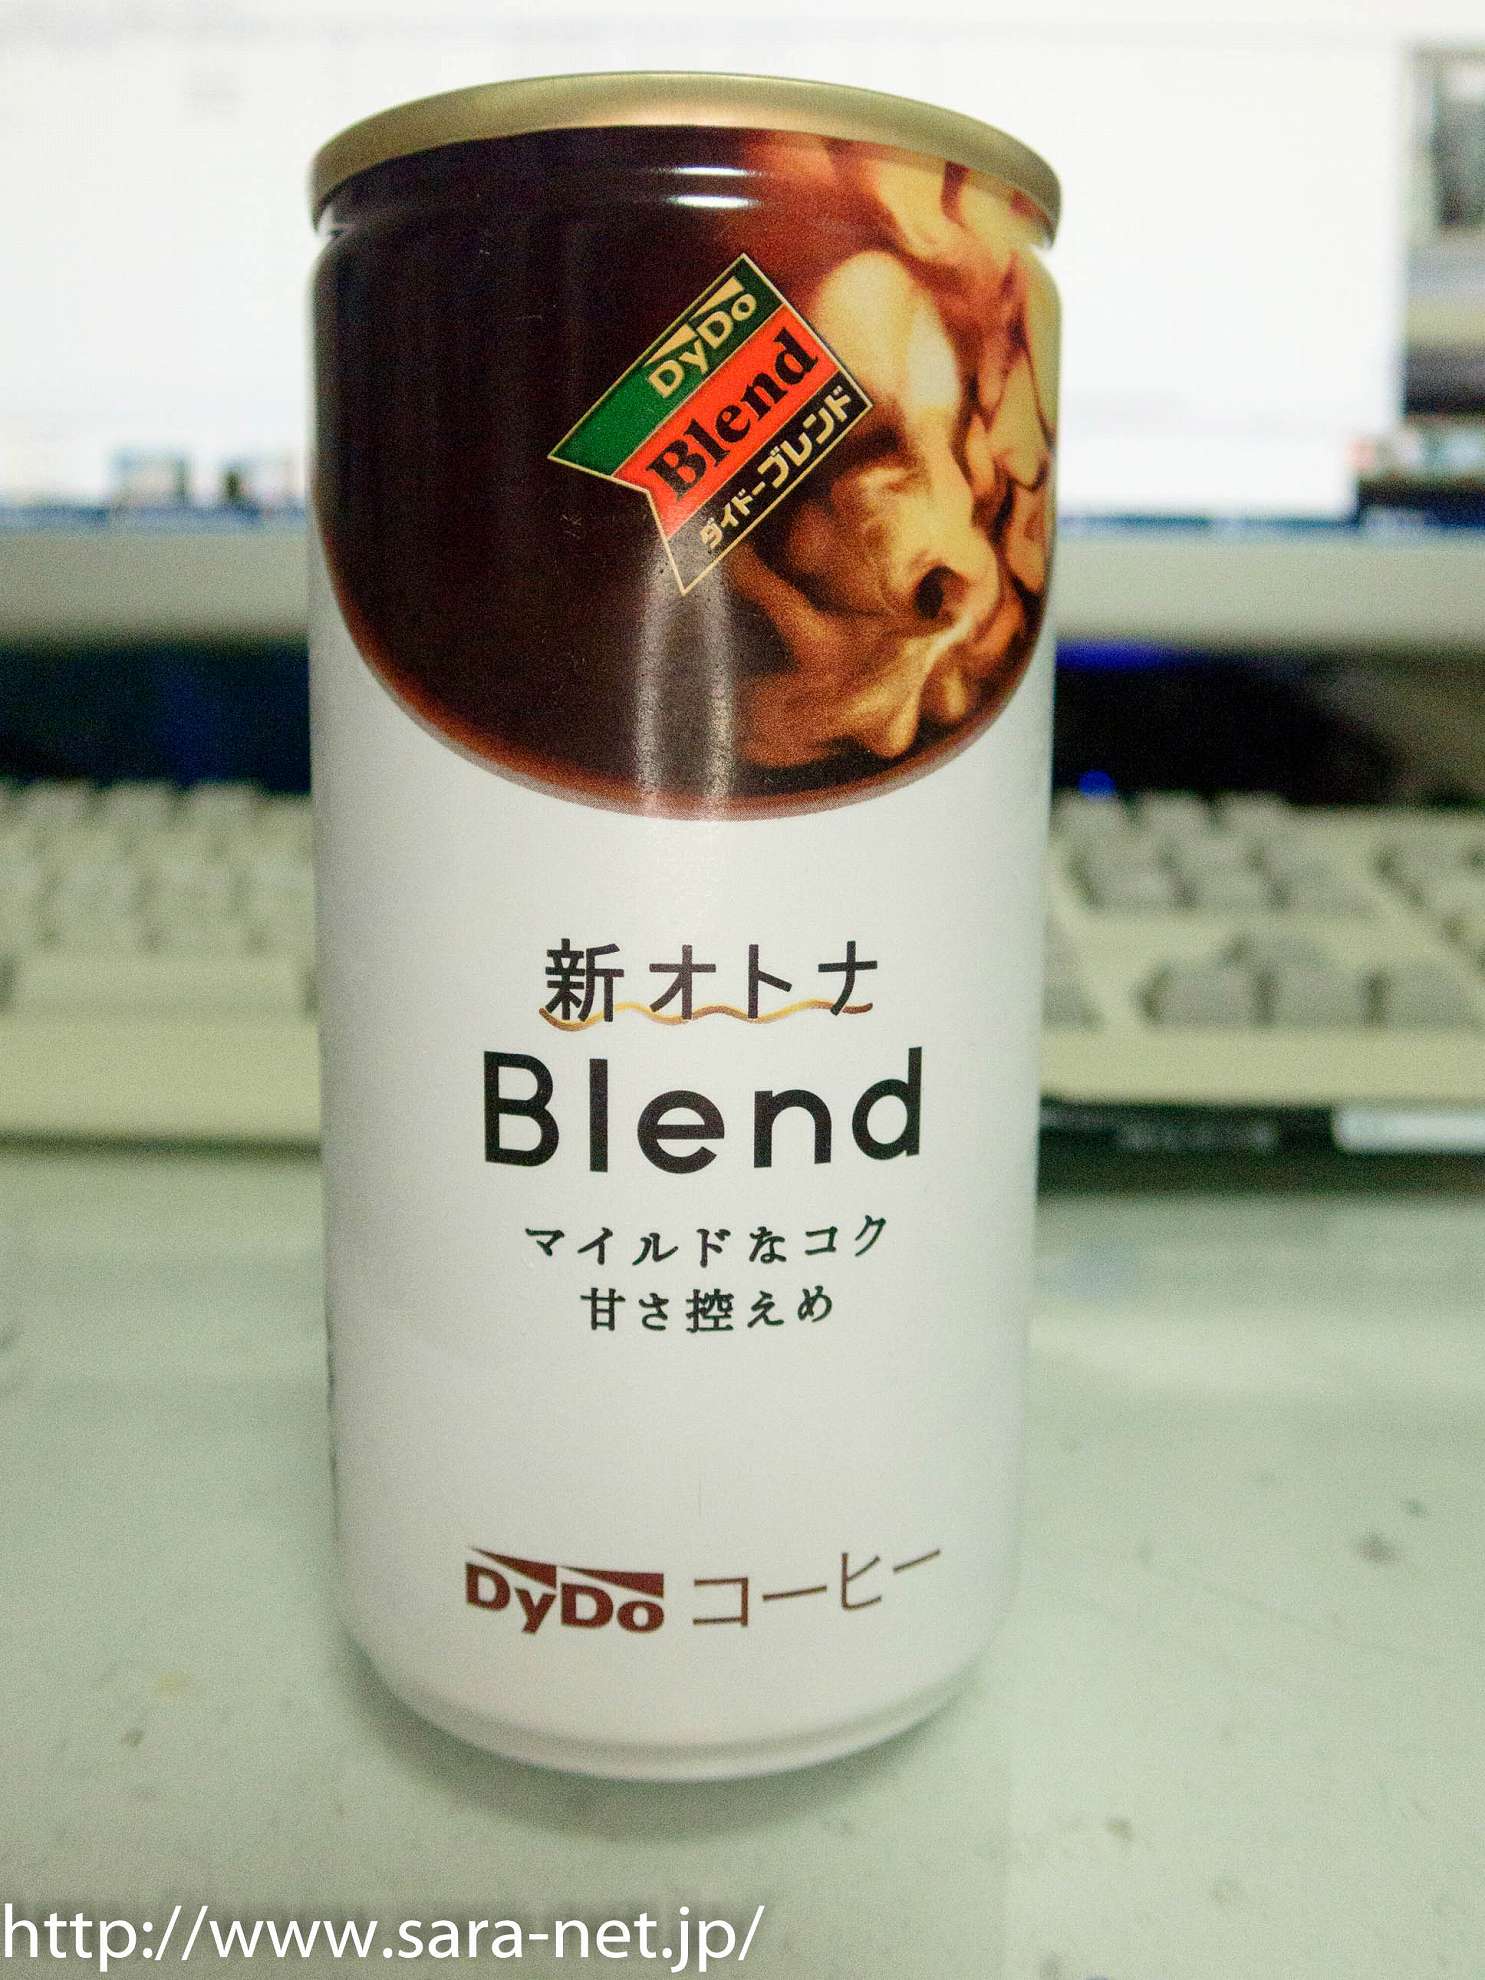 DyDo
Blend
ダイドーブレンド
新オトナ
Blend
マイルドなコク
甘さ控えめ
DyDo コーヒー
http://www.sara-net.jp/